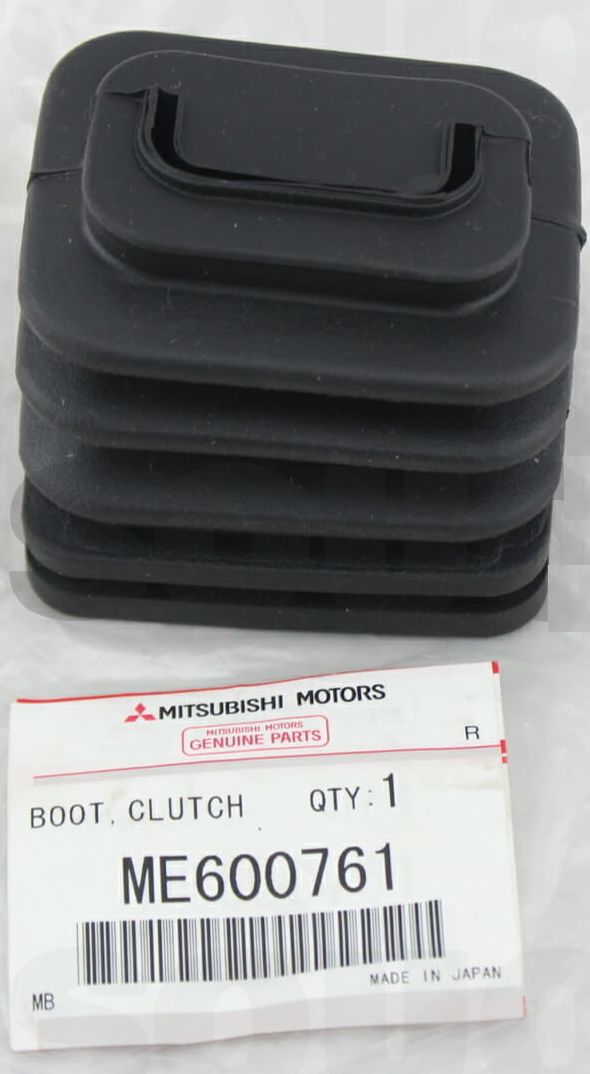 MITSUBISHI MOTORS
MITSUBISHI MOTORS
GENUINE PARTS
R
BOOT, CLUTCH QTY:1
ME600761
MB MADE IN JAPAN